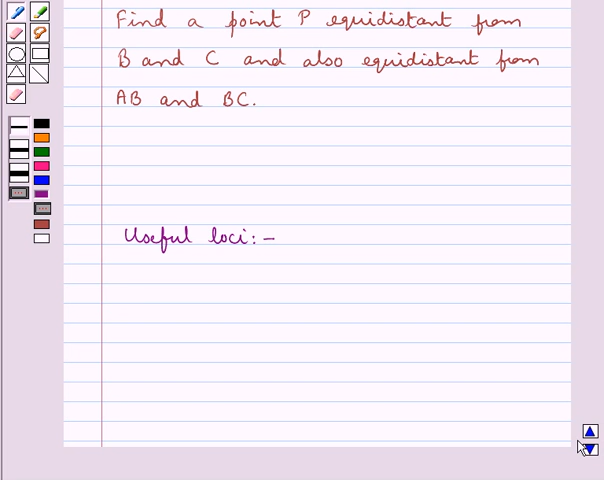 Find a point P equidistant from
B and C and also equidistant from
AB and BC.
Useful loci:-